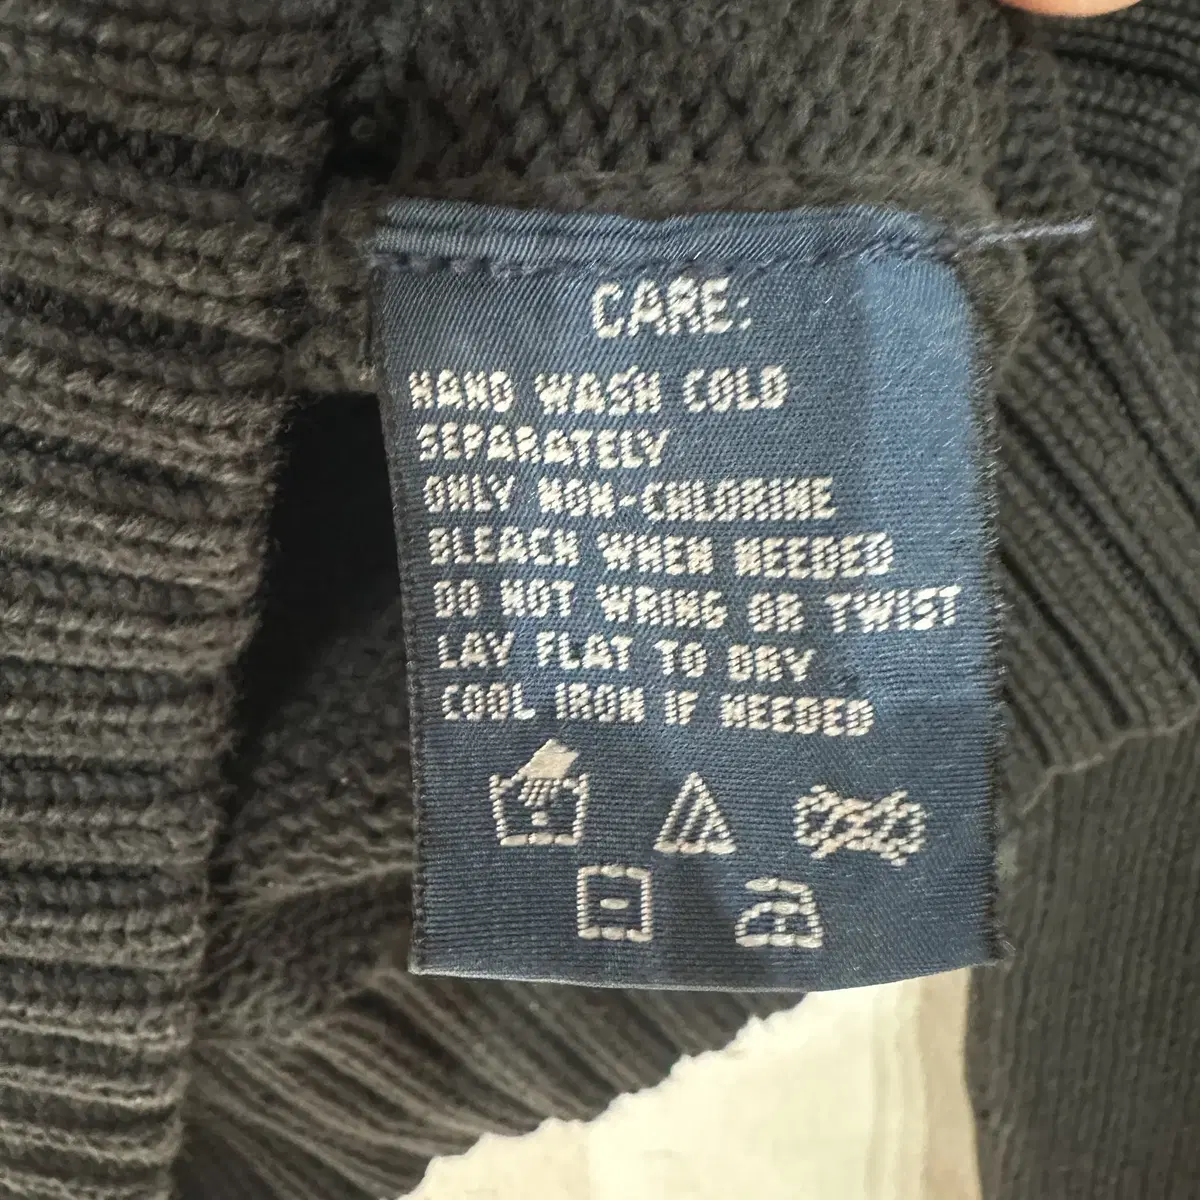 CARE:
HAND WASH COLD
SEPARATELY
ONLY NON-CHLORINE
BLEACH WHEN NEEDED
DO NOT WRING OR TWIST
LAY FLAT TO DRY
COOL IRON IF NEEDED